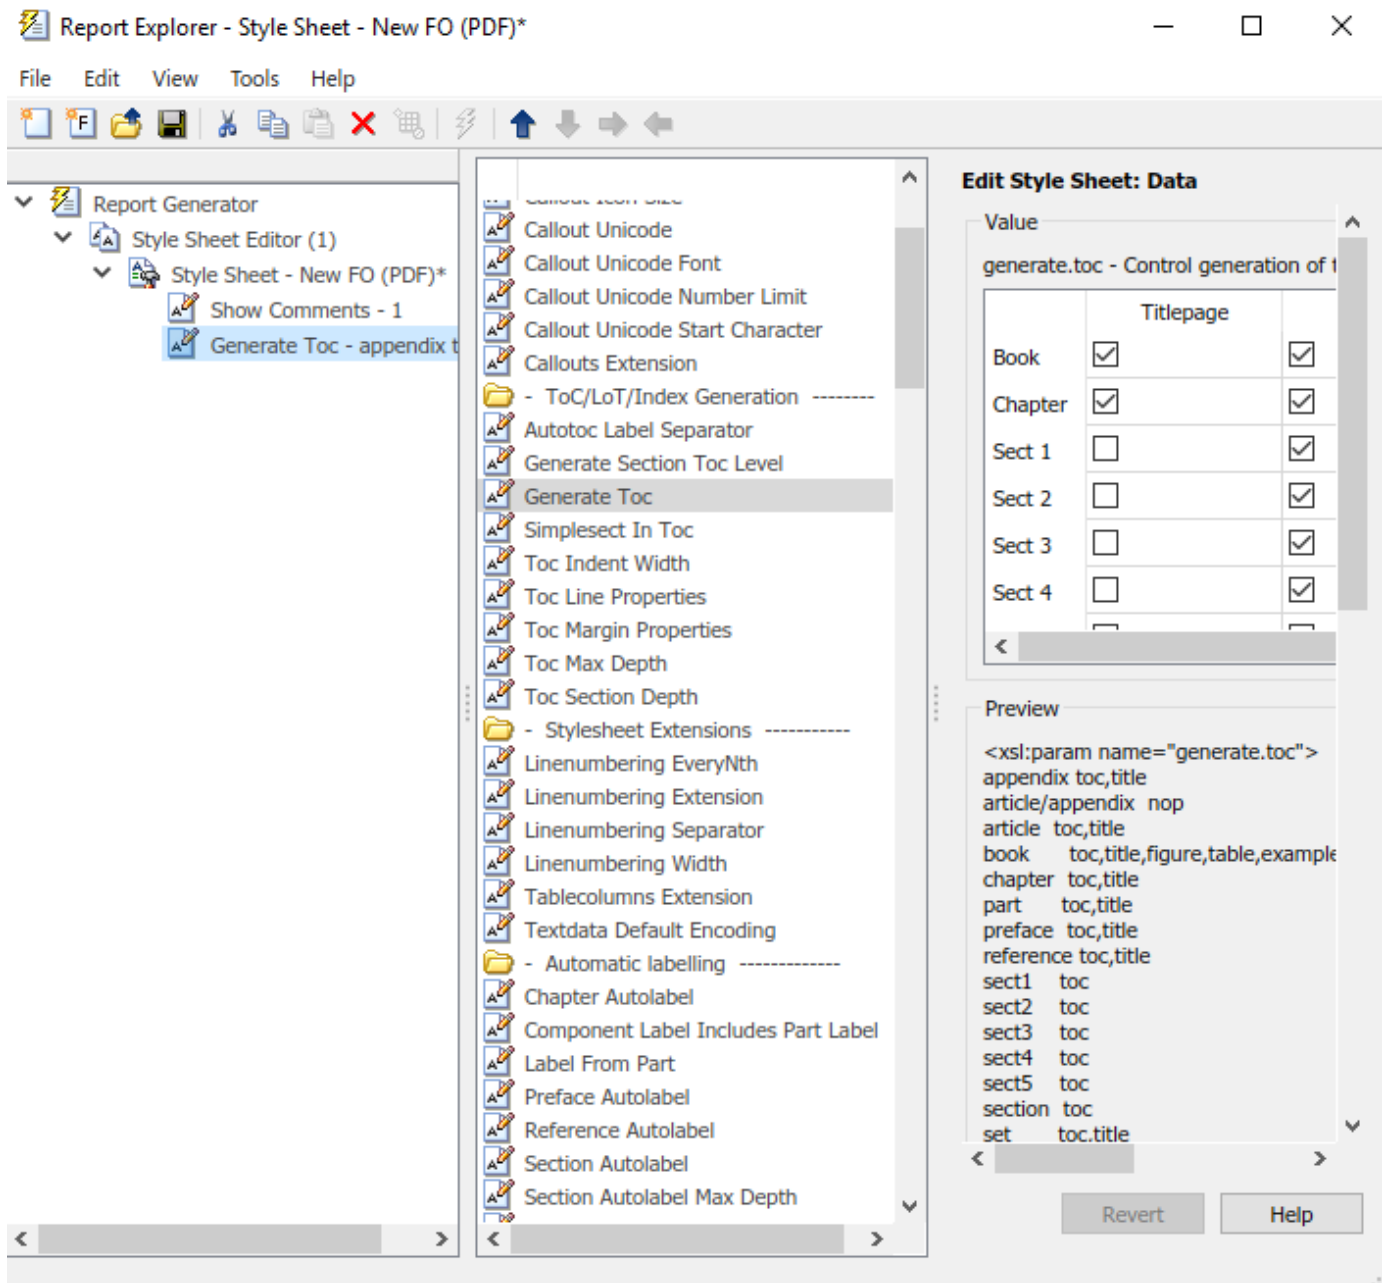 Report Explorer - Style Sheet - New FO (PDF)*
File Edit View Tools Help
Report Generator
Style Sheet Editor (1)
Style Sheet - New FO (PDF)*
Show Comments - 1
Generate Toc - appendix t
Callout Icon Size
Callout Unicode
Callout Unicode Font
Callout Unicode Number Limit
Callout Unicode Start Character
Callouts Extension
- ToC/LoT/Index Generation --------
Autotoc Label Separator
Generate Section Toc Level
Generate Toc
Simplesect In Toc
Toc Indent Width
Toc Line Properties
Toc Margin Properties
Toc Max Depth
Toc Section Depth
- Stylesheet Extensions -----------
Linenumbering EveryNth
Linenumbering Extension
Linenumbering Separator
Linenumbering Width
Tablecolumns Extension
Textdata Default Encoding
- Automatic labelling -------------
Chapter Autolabel
Component Label Includes Part Label
Label From Part
Preface Autolabel
Reference Autolabel
Section Autolabel
Section Autolabel Max Depth
Edit Style Sheet: Data
Value
generate.toc - Control generation of t
Titlepage
Book
Chapter
Sect 1
Sect 2
Sect 3
Sect 4
Preview
<xsl:param name="generate.toc">
appendix toc,title
article/appendix nop
article toc,title
book toc,title,figure,table,example
chapter toc,title
part toc,title
preface toc,title
reference toc,title
sect1 toc
sect2 toc
sect3 toc
sect4 toc
sect5 toc
section toc
set toc,title
Revert Help